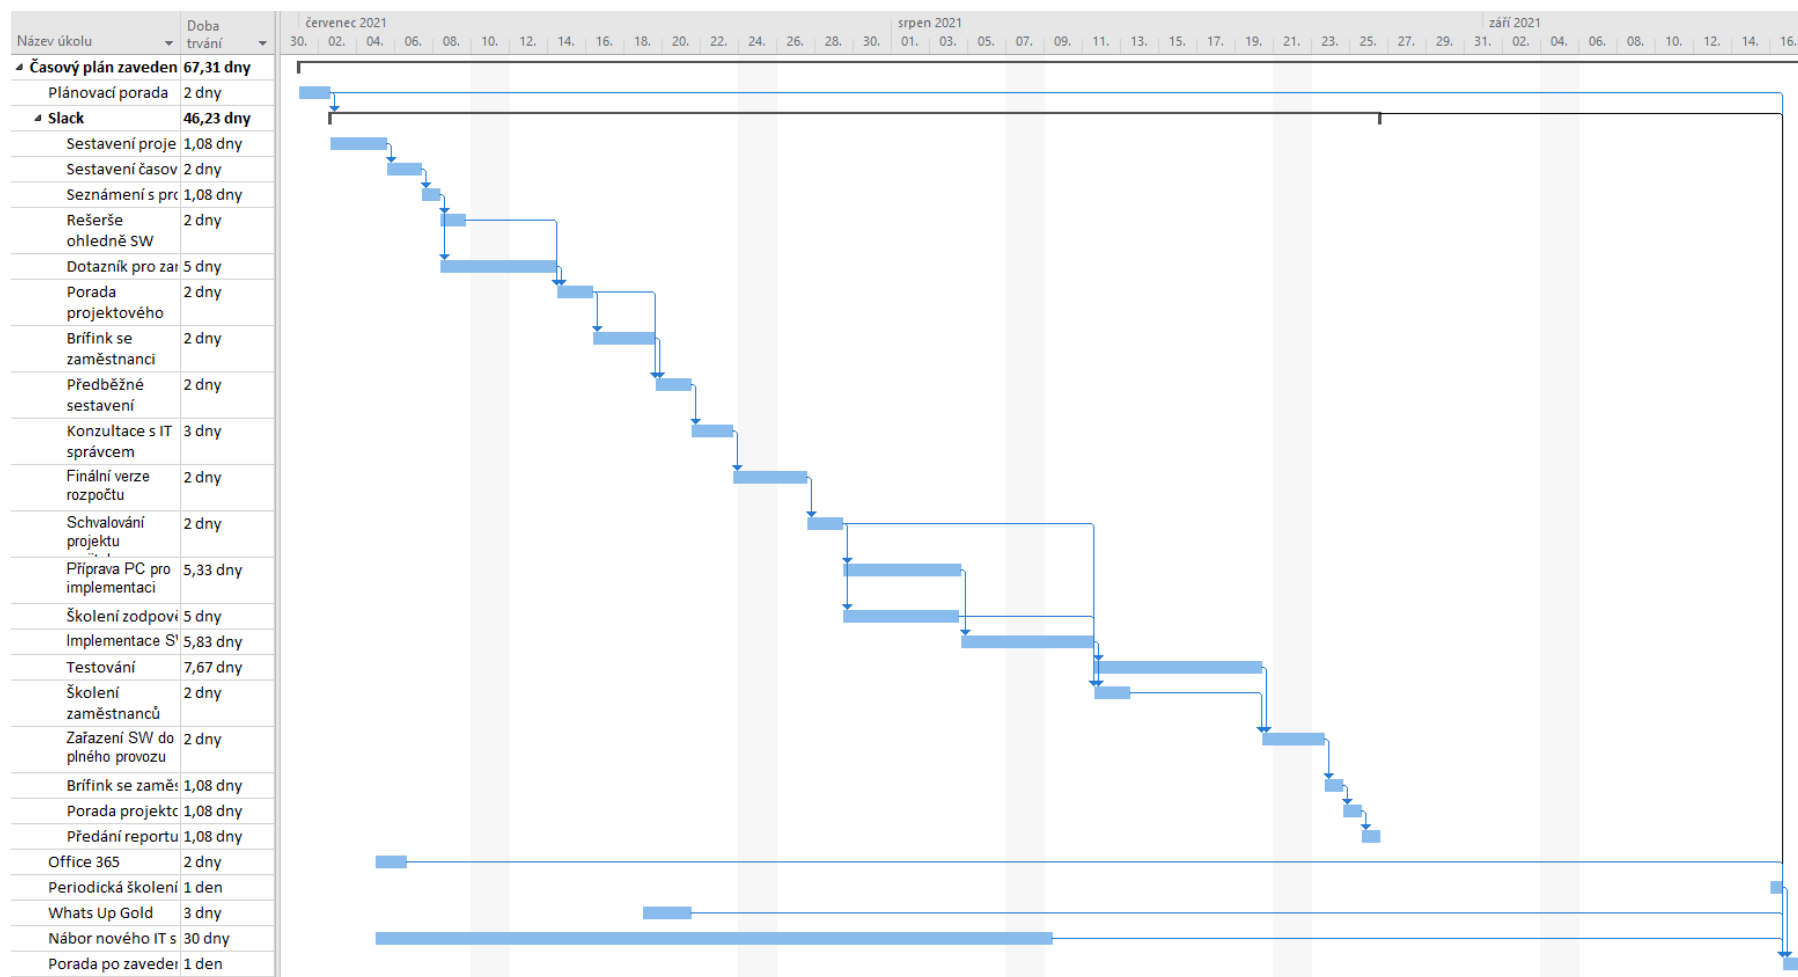 červenec 2021 srpen 2021 září 2021
Název úkolu Doba trvání 30. 02. 04. 06. 08. 10. 12. 14. 16. 18. 20. 22. 24. 26. 28. 30. 01. 03. 05. 07. 09. 11. 13. 15. 17. 19. 21. 23. 25. 27. 29. 31. 02. 04. 06. 08. 10. 12. 14. 16.
Časový plán zaveden 67,31 dny
Plánovací porada 2 dny
Slack 46,23 dny
Sestavení proje 1,08 dny
Sestavení časov 2 dny
Seznámení s pro 1,08 dny
Rešerše 2 dny
ohledně SW
Dotazník pro zar 5 dny
Porada 2 dny
projektového
Brífink se 2 dny
zaměstnanci
Předběžné 2 dny
sestavení
Konzultace s IT 3 dny
správcem
Finální verze 2 dny
rozpočtu
Schvalování 2 dny
projektu
Příprava PC pro 5,33 dny
implementaci
Školení zodpově 5 dny
Implementace S 5,83 dny
Testování 7,67 dny
Školení 2 dny
zaměstnanců
Zařazení SW do 2 dny
plného provozu
Brífink se zaměs 1,08 dny
Porada projekto 1,08 dny
Předání reportu 1,08 dny
Office 365 2 dny
Periodická školení 1 den
Whats Up Gold 3 dny
Nábor nového IT s 30 dny
Porada po zaveder 1 den